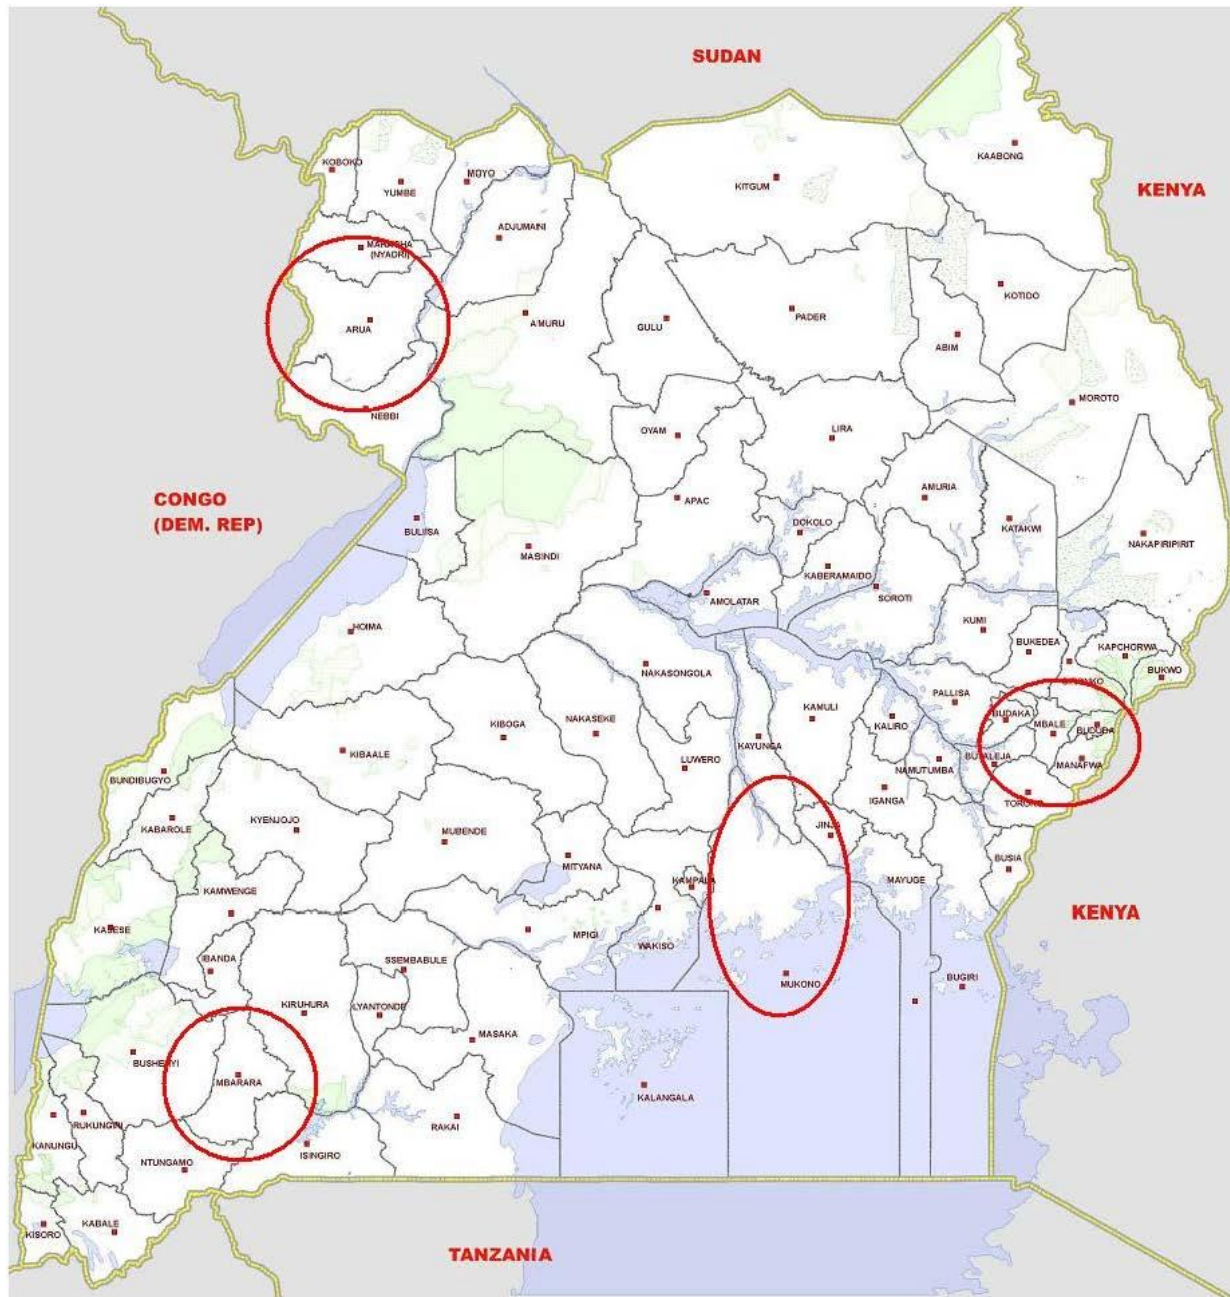 SUDAN
KAABONG
KOBOKO
KITGUM
MOYO
YUMBE
KENYA
ADJUMAINI
(NYADRI)
KOTIDO
PADER
AMURU
GULU
ARUA
ABIM
MOROTO
NEBBI
LIRA
OYAM
AMURIA
CONGO
(DEM. REP)
APAC
KATAKWI
DOKOLO
BULIISA
NAKAPIRIPIRIT
MASINDI
KABERAMAIDO
SOROTI
AMOLATAR
KUMI
HOIMA
BUKEDEA
KAPCHORWA
BUKWO
NAKASONGOLA
PALLISA
BUDAKA
KAMULI
KALIRO
MBALE
BUDUDA
KIBOGA
NAKASEKE
KAYUNGA
KIBAALE
LUWERO
BUTALEJA
MANAFWA
NAMUTUMBA
BUNDIBUGYO
IGANGA
TORORO
KABAROLE
KYENJOJO
MUBENDE
JINJA
MITYANA
BUSIA
KAMPALA
MAYUGE
KAMWENGE
KENYA
KASESE
MPIGI
WAKISO
IBANDA
SSEMBABULE
BUGIRI
MUKONO
KIRUHURA
LYANTONDE
MASAKA
BUSHENYI
MBARARA
KALANGALA
RAKAI
RUKUNGIRI
KANUNGU
ISINGIRO
NTUNGAMO
KISORO
KABALE
TANZANIA